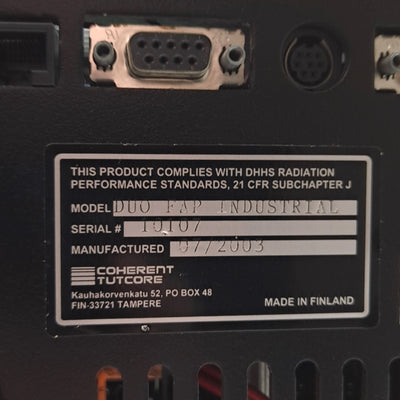 THIS PRODUCT COMPLIES WITH DHHS RADIATION
PERFORMANCE STANDARDS, 21 CFR SUBCHAPTER J
MODEL DUO FAP INDUSTRIAL
SERIAL # 15107
MANUFACTURED 07/2003
COHERENT
TUTCORE
Kauhakorvenkatu 52, PO BOX 48
FIN-33721 TAMPERE
MADE IN FINLAND